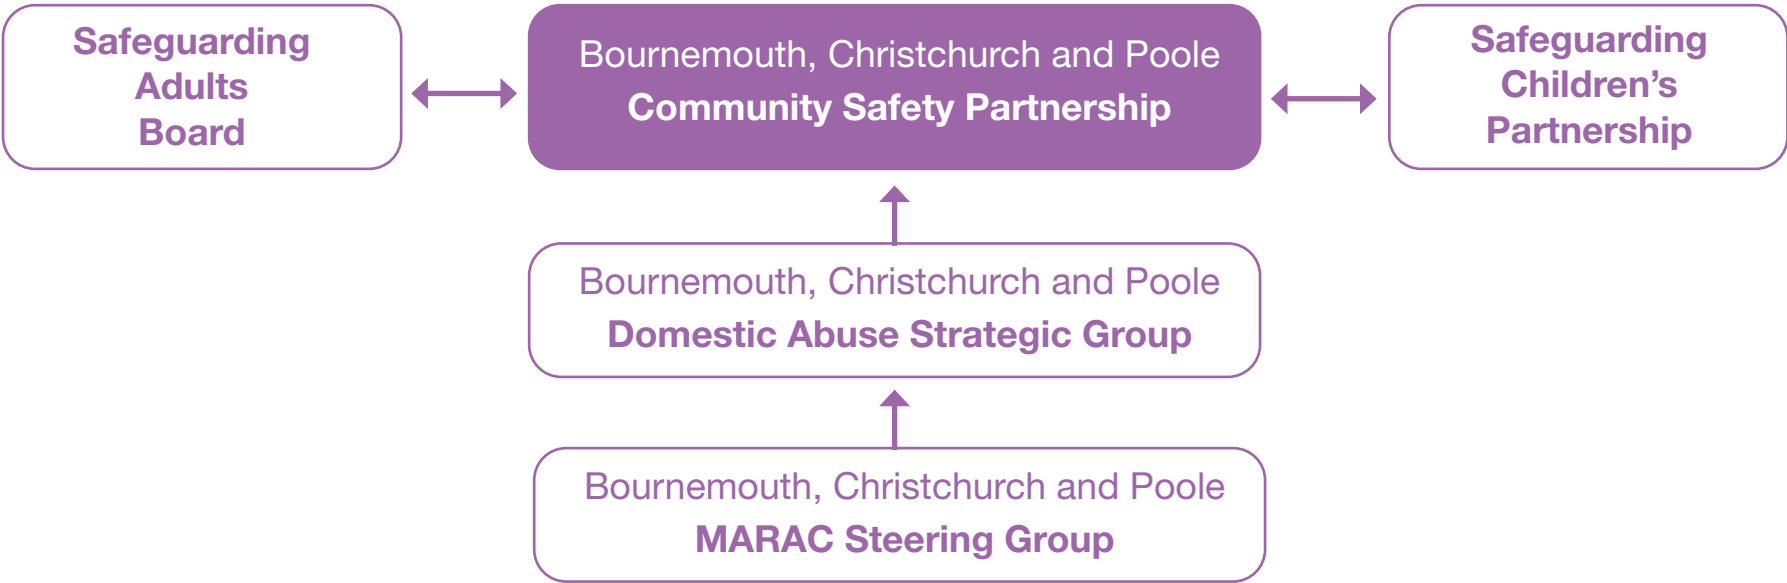 Safeguarding
Adults
Board
Bournemouth, Christchurch and Poole
Community Safety Partnership
Safeguarding
Children’s
Partnership
Bournemouth, Christchurch and Poole
Domestic Abuse Strategic Group
Bournemouth, Christchurch and Poole
MARAC Steering Group